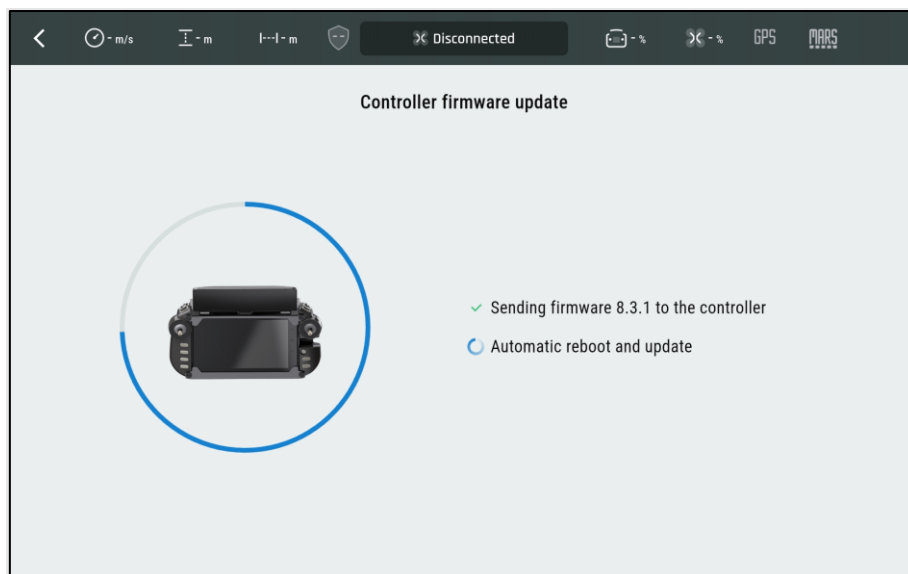 - m/s
- m
- m
--
Disconnected
- %
- %
GPS
MARS
Controller firmware update
Sending firmware 8.3.1 to the controller
Automatic reboot and update